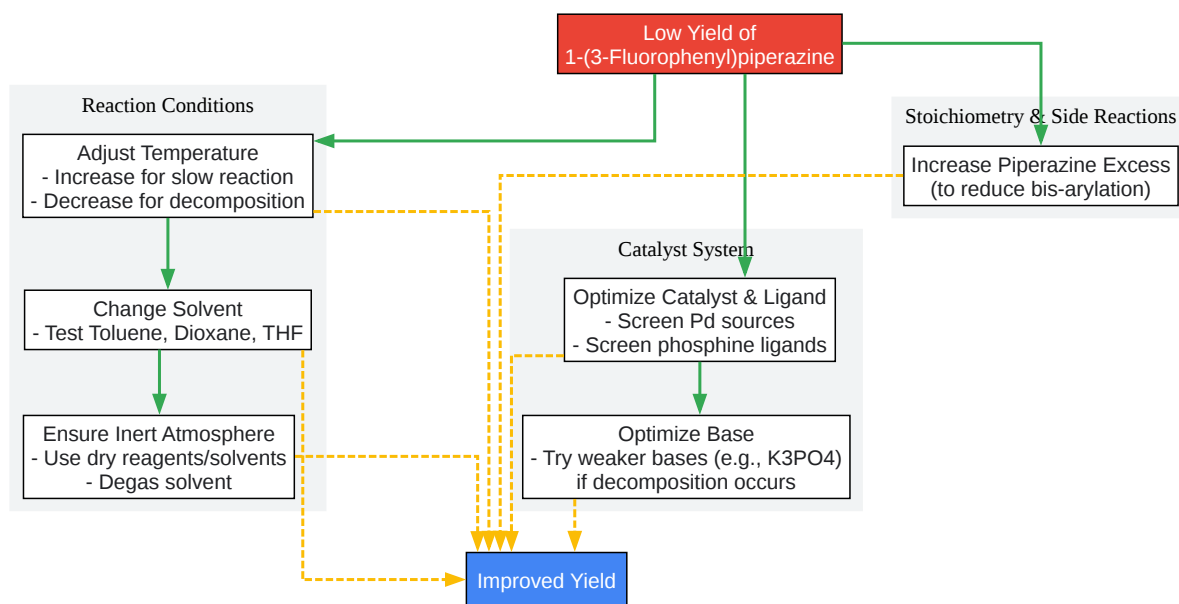 Low Yield of
1-(3-Fluorophenyl)piperazine
Reaction Conditions
Adjust Temperature
- Increase for slow reaction
- Decrease for decomposition
Change Solvent
- Test Toluene, Dioxane, THF
Ensure Inert Atmosphere
- Use dry reagents/solvents
- Degas solvent
Catalyst System
Optimize Catalyst & Ligand
- Screen Pd sources
- Screen phosphine ligands
Optimize Base
- Try weaker bases (e.g., K3PO4)
if decomposition occurs
Stoichiometry & Side Reactions
Increase Piperazine Excess
(to reduce bis-arylation)
Improved Yield